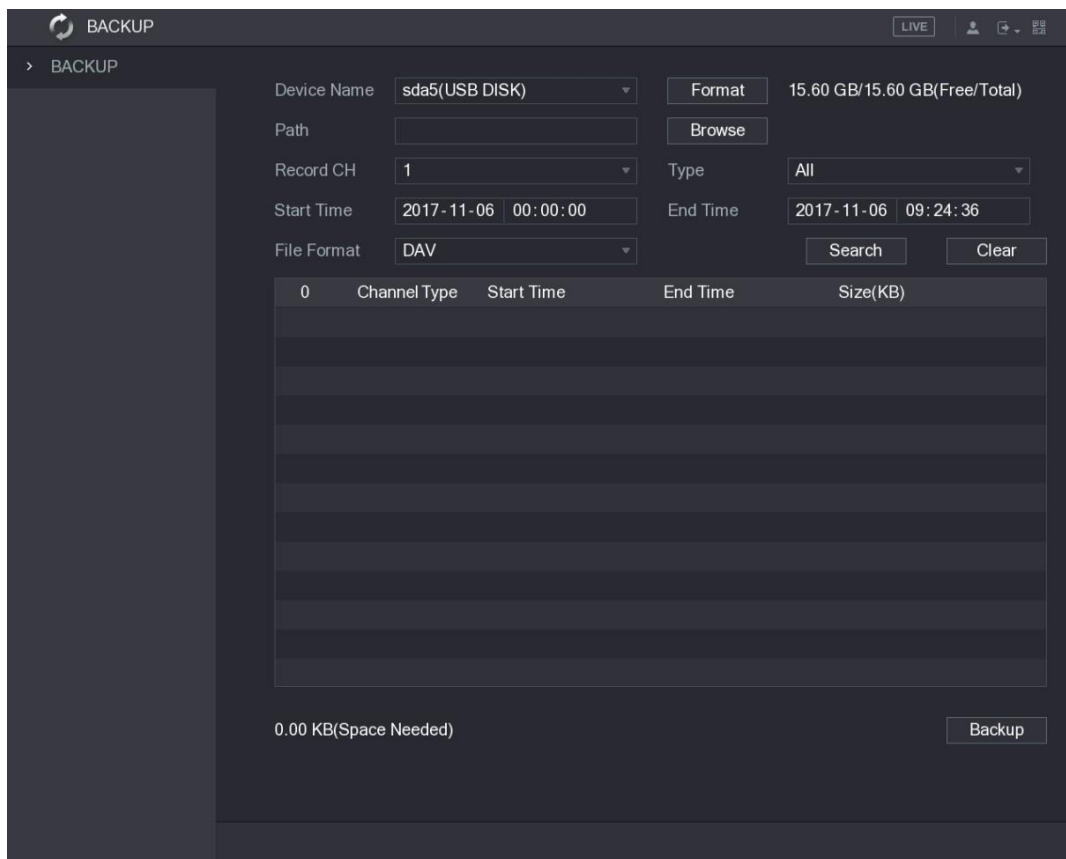 BACKUP
LIVE
BACKUP
Device Name sda5(USB DISK) Format 15.60 GB/15.60 GB(Free/Total)
Path Browse
Record CH 1 Type All
Start Time 2017-11-06 00:00:00 End Time 2017-11-06 09:24:36
File Format DAV Search Clear
0 Channel Type Start Time End Time Size(KB)
0.00 KB(Space Needed) Backup